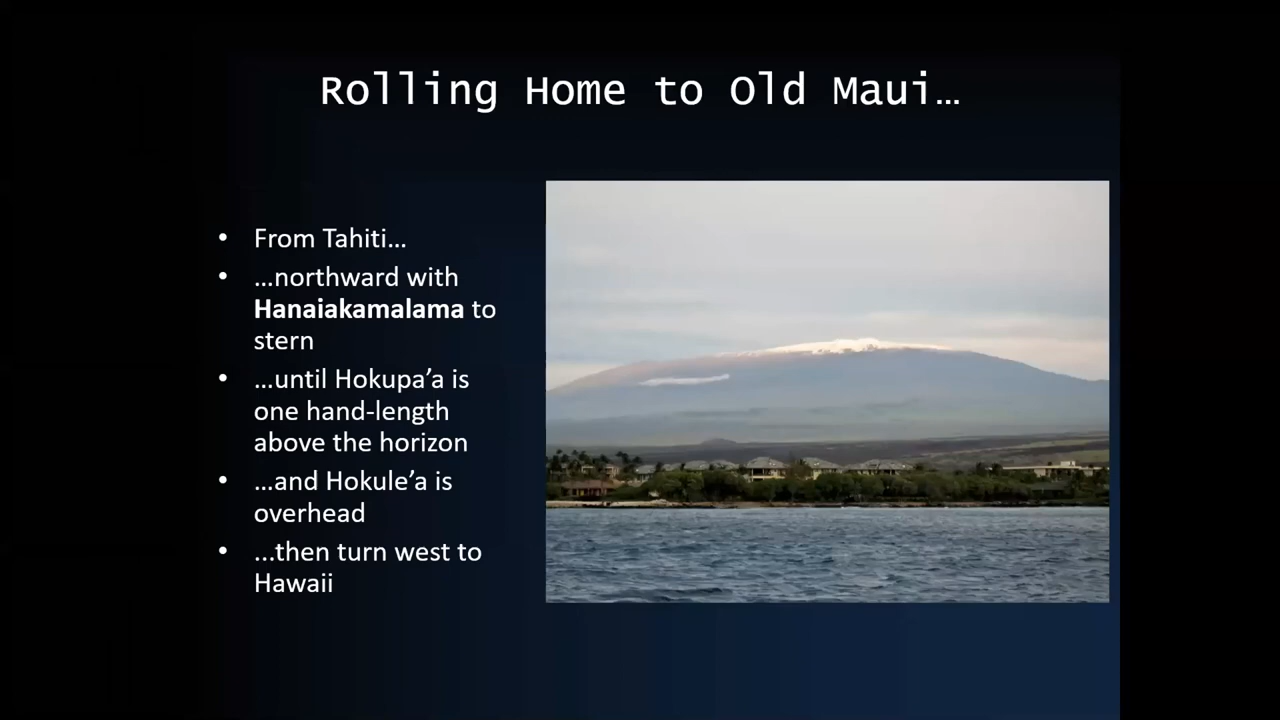 Rolling Home to Old Maui…
• From Tahiti…
• …northward with
Hanaiakamalama to
stern
• …until Hokupa’a is
one hand-length
above the horizon
• …and Hokule’a is
overhead
• …then turn west to
Hawaii